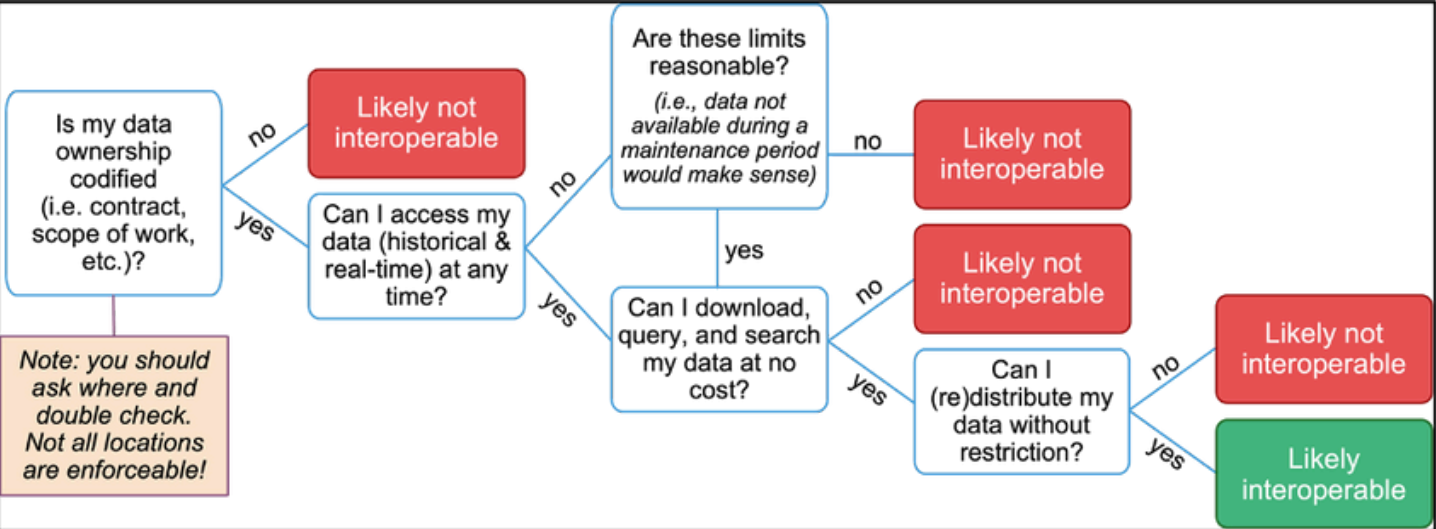 Is my data
ownership
codified
(i.e. contract,
scope of work,
etc.)?
Note: you should
ask where and
double check.
Not all locations
are enforceable!
no
yes
Likely not
interoperable
Can I access my
data (historical &
real-time) at any
time?
no
yes
Are these limits
reasonable?
(i.e., data not
available during a
maintenance period
would make sense)
no
yes
Likely not
interoperable
Can I download,
query, and search
my data at no
cost?
no
yes
Likely not
interoperable
Can I
(re)distribute my
data without
restriction?
no
yes
Likely not
interoperable
Likely
interoperable